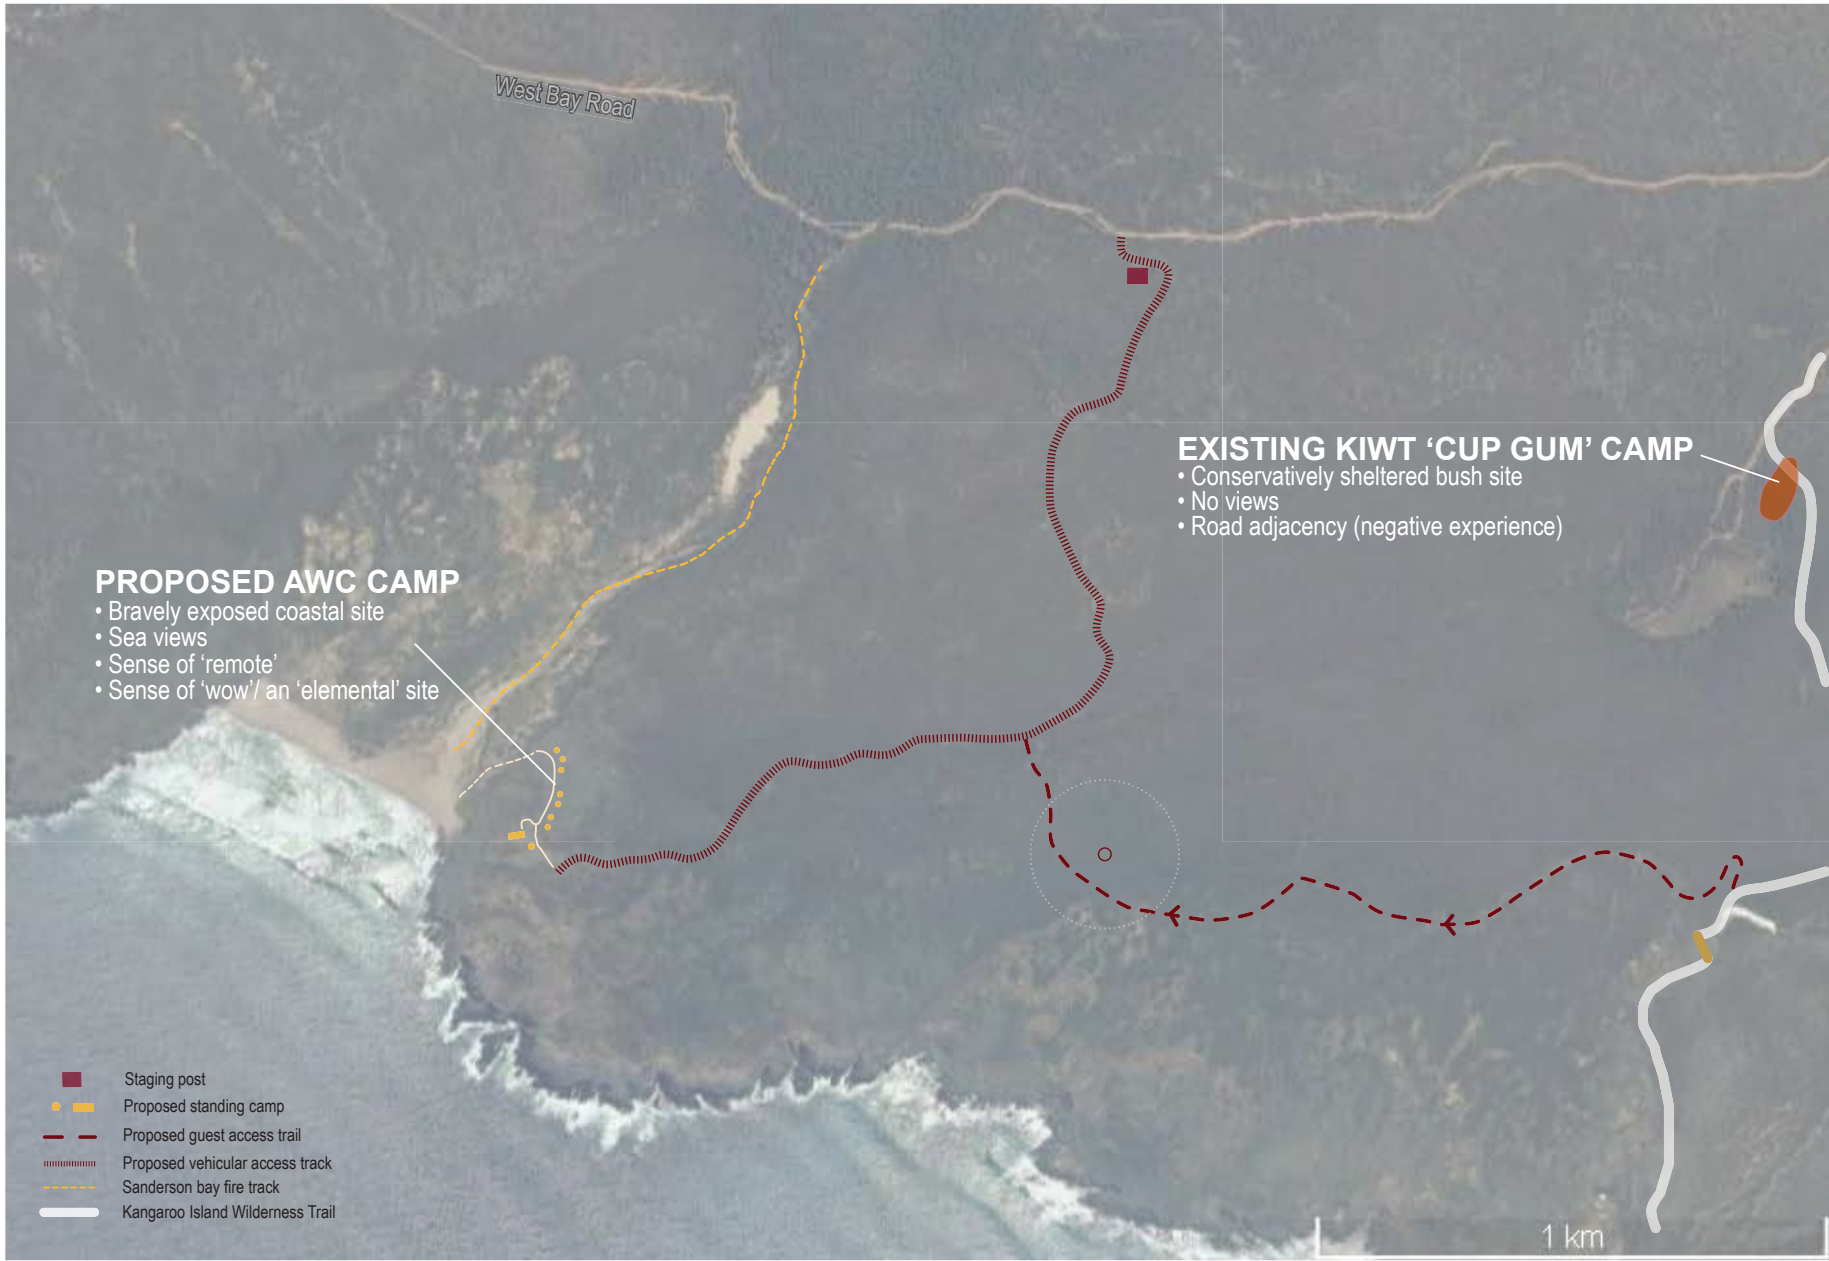 West Bay Road
EXISTING KIWT ‘CUP GUM’ CAMP
• Conservatively sheltered bush site
• No views
• Road adjacency (negative experience)
PROPOSED AWC CAMP
• Bravely exposed coastal site
• Sea views
• Sense of ‘remote’
• Sense of ‘wow’/ an ‘elemental’ site
Staging post
Proposed standing camp
Proposed guest access trail
Proposed vehicular access track
Sanderson bay fire track
Kangaroo Island Wilderness Trail
1 km